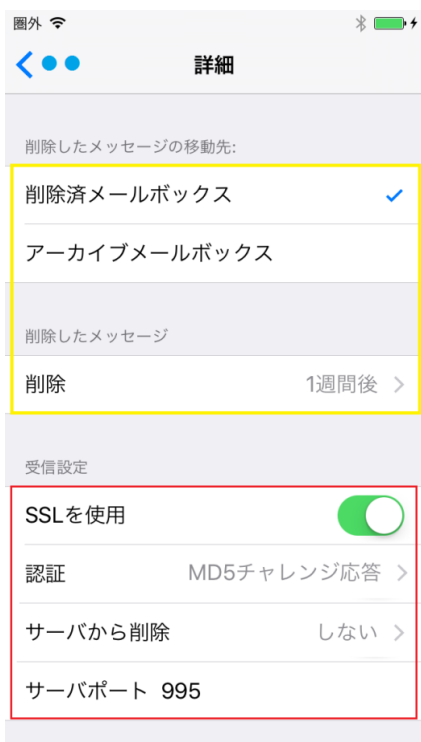 圏外
詳細
削除したメッセージの移動先:
削除済メールボックス
アーカイブメールボックス
削除したメッセージ
削除 1週間後
受信設定
SSLを使用
認証 MD5チャレンジ応答
サーバから削除 しない
サーバポート 995